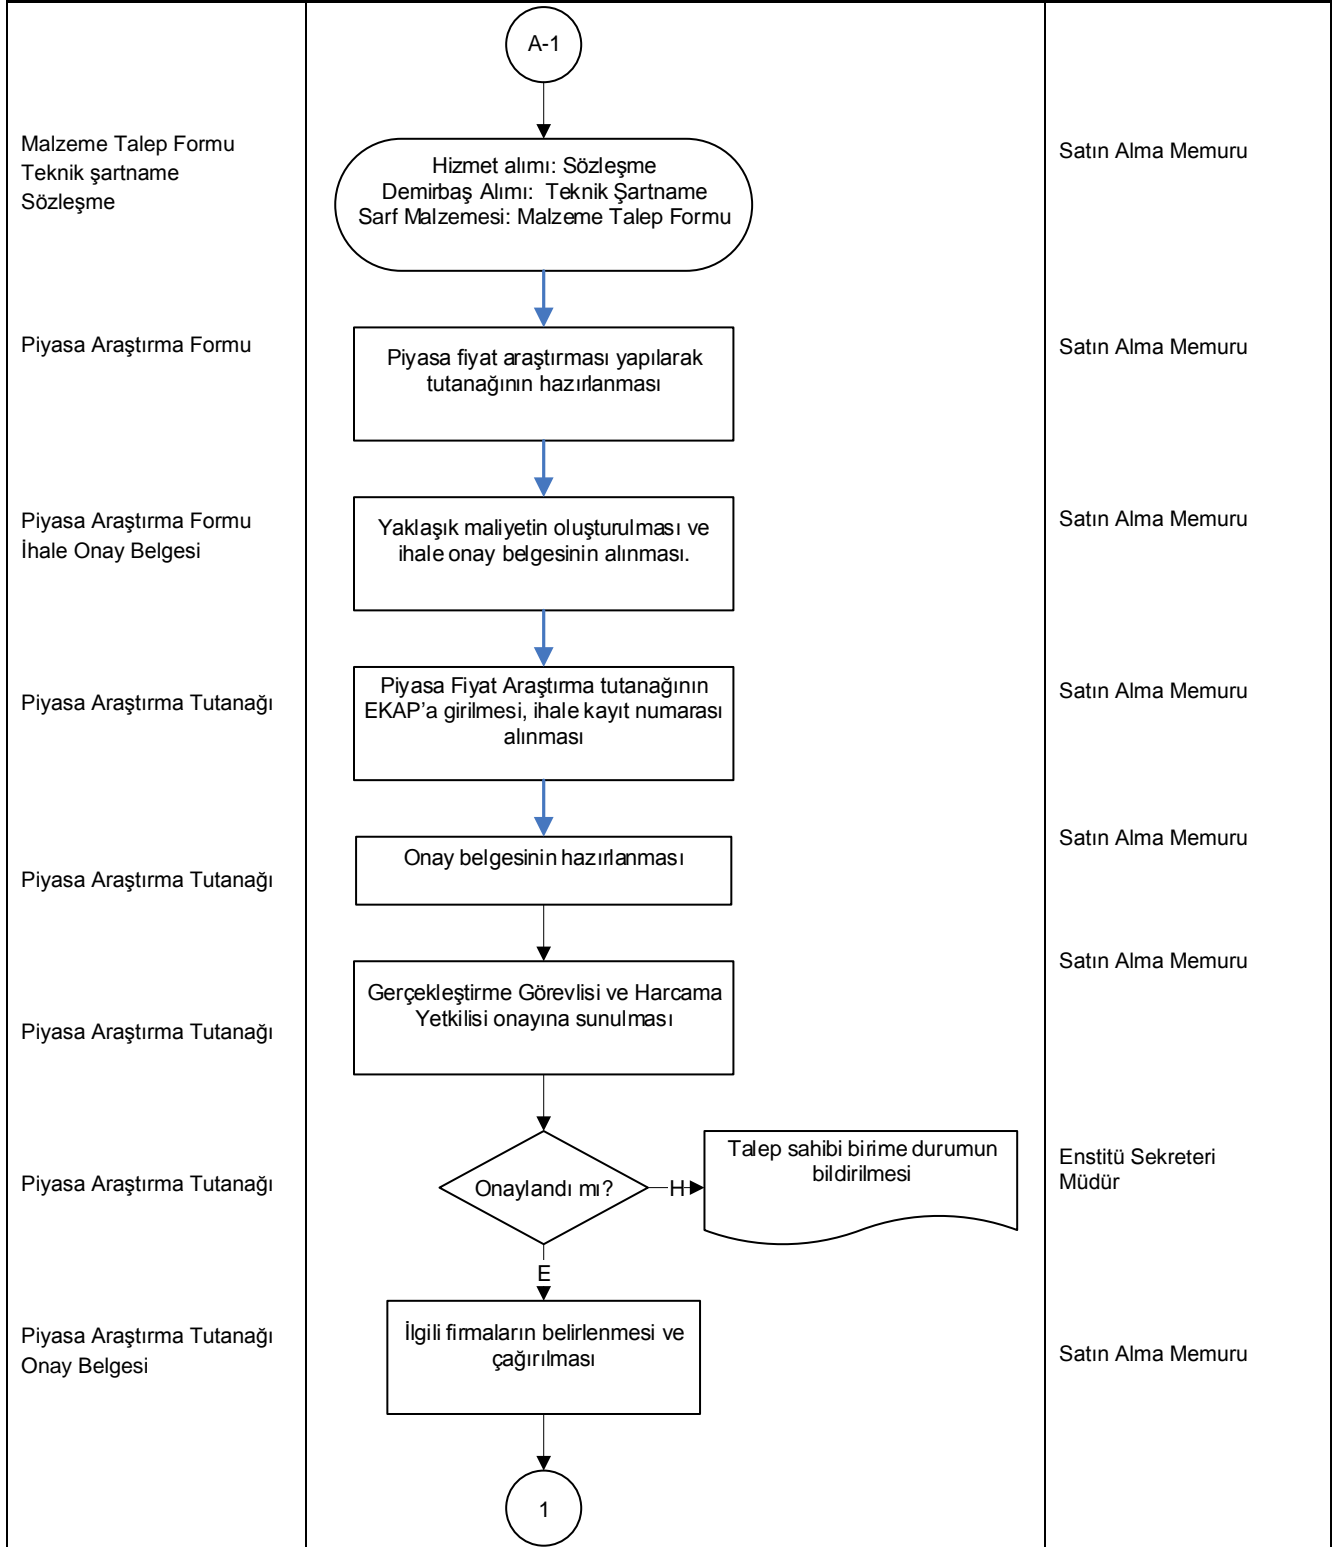 A-1
Malzeme Talep Formu
Teknik şartname
Sözleşme
Hizmet alımı: Sözleşme
Demirbaş Alımı: Teknik Şartname
Sarf Malzemesi: Malzeme Talep Formu
Satın Alma Memuru
Piyasa Araştırma Formu
Piyasa fiyat araştırması yapılarak
tutanağının hazırlanması
Satın Alma Memuru
Piyasa Araştırma Formu
İhale Onay Belgesi
Yaklaşık maliyetin oluşturulması ve
ihale onay belgesinin alınması.
Satın Alma Memuru
Piyasa Araştırma Tutanağı
Piyasa Fiyat Araştırma tutanağının
EKAP’a girilmesi, ihale kayıt numarası
alınması
Satın Alma Memuru
Piyasa Araştırma Tutanağı
Onay belgesinin hazırlanması
Satın Alma Memuru
Piyasa Araştırma Tutanağı
Gerçekleştirme Görevlisi ve Harcama
Yetkilisi onayına sunulması
Satın Alma Memuru
Piyasa Araştırma Tutanağı
Onaylandı mı?
H
Talep sahibi birime durumun
bildirilmesi
Enstitü Sekreteri
Müdür
E
Piyasa Araştırma Tutanağı
Onay Belgesi
İlgili firmaların belirlenmesi ve
çağırılması
Satın Alma Memuru
1